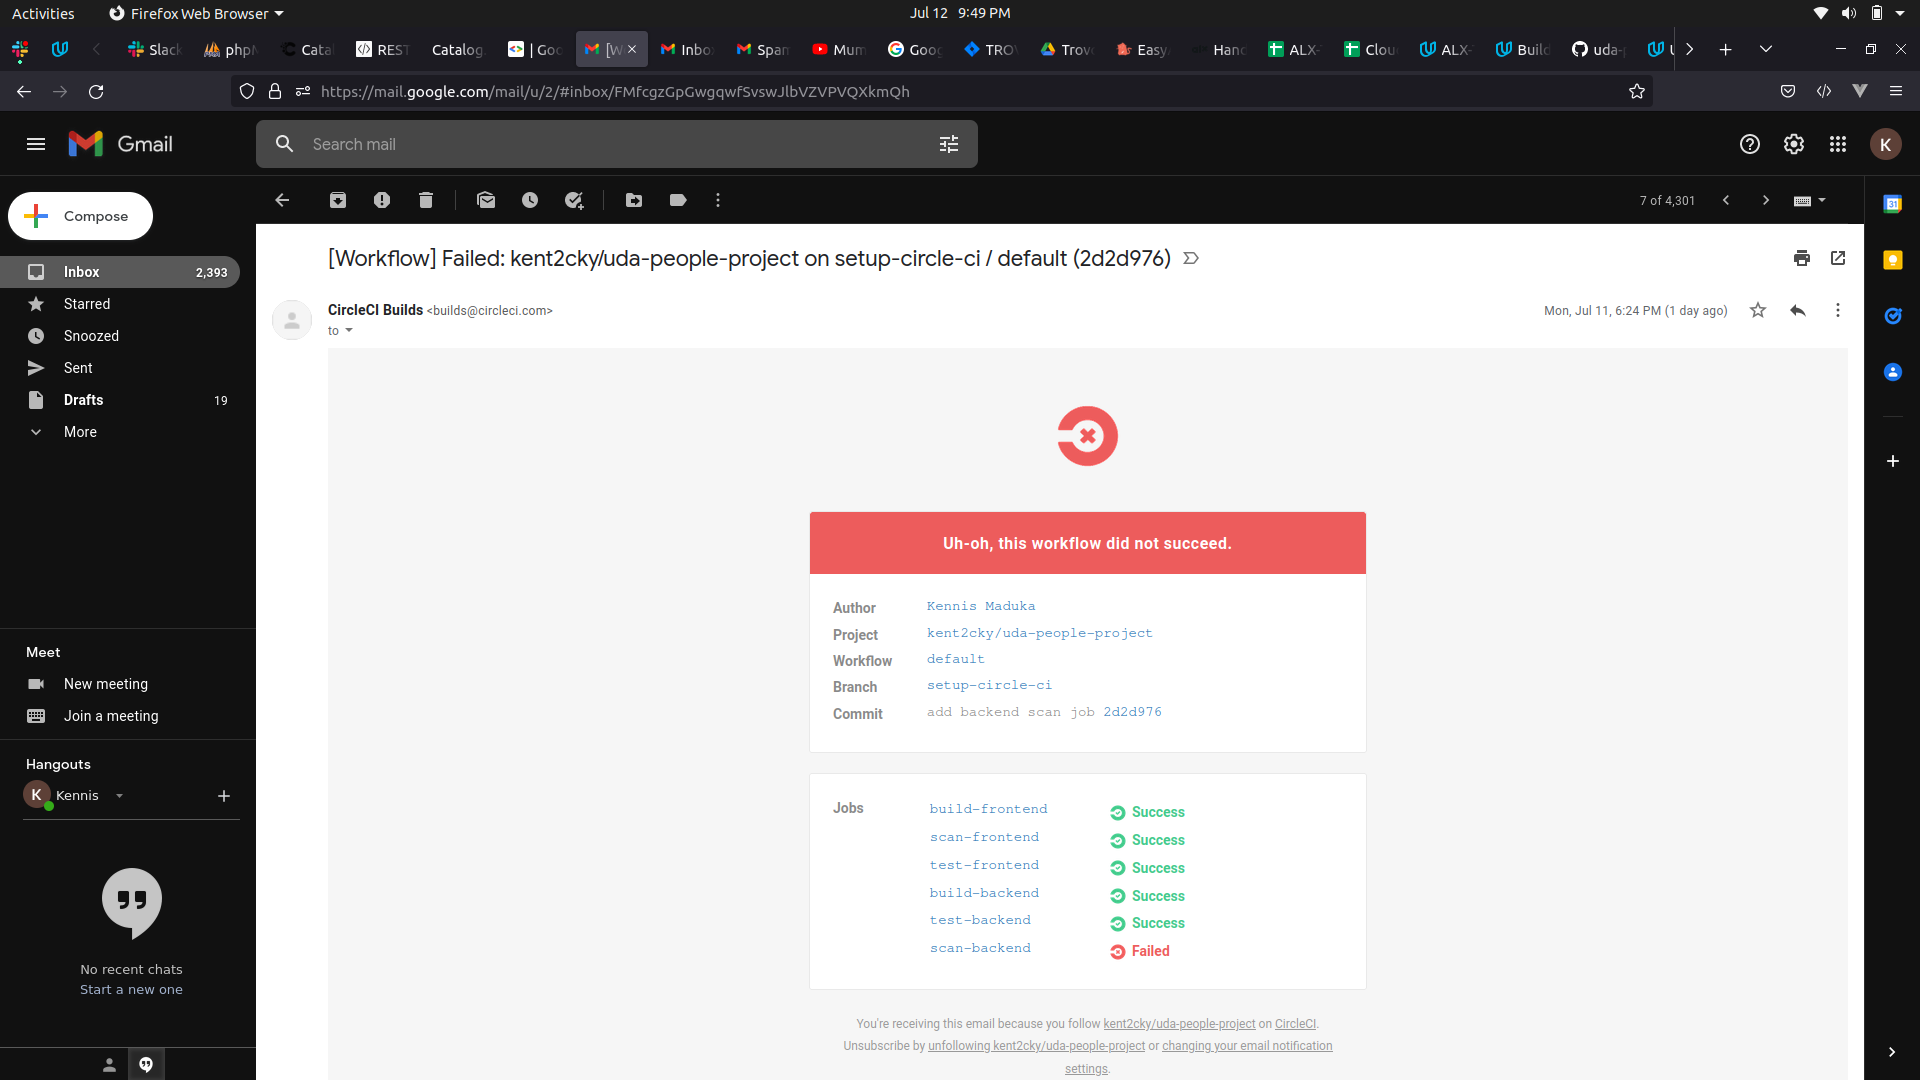 Activities
Firefox Web Browser
Jul 12 9:49 PM
Slack
phpM
Cata
REST
Catalog.
| Goo
[W
Inbo
Spam
Mum
Goog
TROV
Trove
Easy
Hand
ALX-
Clou
ALX-
Build
uda-p
https://mail.google.com/mail/u/2/#inbox/FMfcgzGpGwgqwfSvswJlbVZVPVQXkmQh
Gmail
Search mail
K
Compose
7 of 4,301
31
Inbox 2,393
Starred
Snoozed
Sent
Drafts 19
More
[Workflow] Failed: kent2cky/uda-people-project on setup-circle-ci / default (2d2d976)
CircleCI Builds <builds@circleci.com>
Mon, Jul 11, 6:24 PM (1 day ago)
to
Uh-oh, this workflow did not succeed.
Author Kennis Maduka
Project kent2cky/uda-people-project
Workflow default
Branch setup-circle-ci
Commit add backend scan job 2d2d976
Jobs
build-frontend Success
scan-frontend Success
test-frontend Success
build-backend Success
test-backend Success
scan-backend Failed
You're receiving this email because you follow kent2cky/uda-people-project on CircleCI.
Unsubscribe by unfollowing kent2cky/uda-people-project or changing your email notification
settings.
Meet
New meeting
Join a meeting
Hangouts
K
Kennis
No recent chats
Start a new one